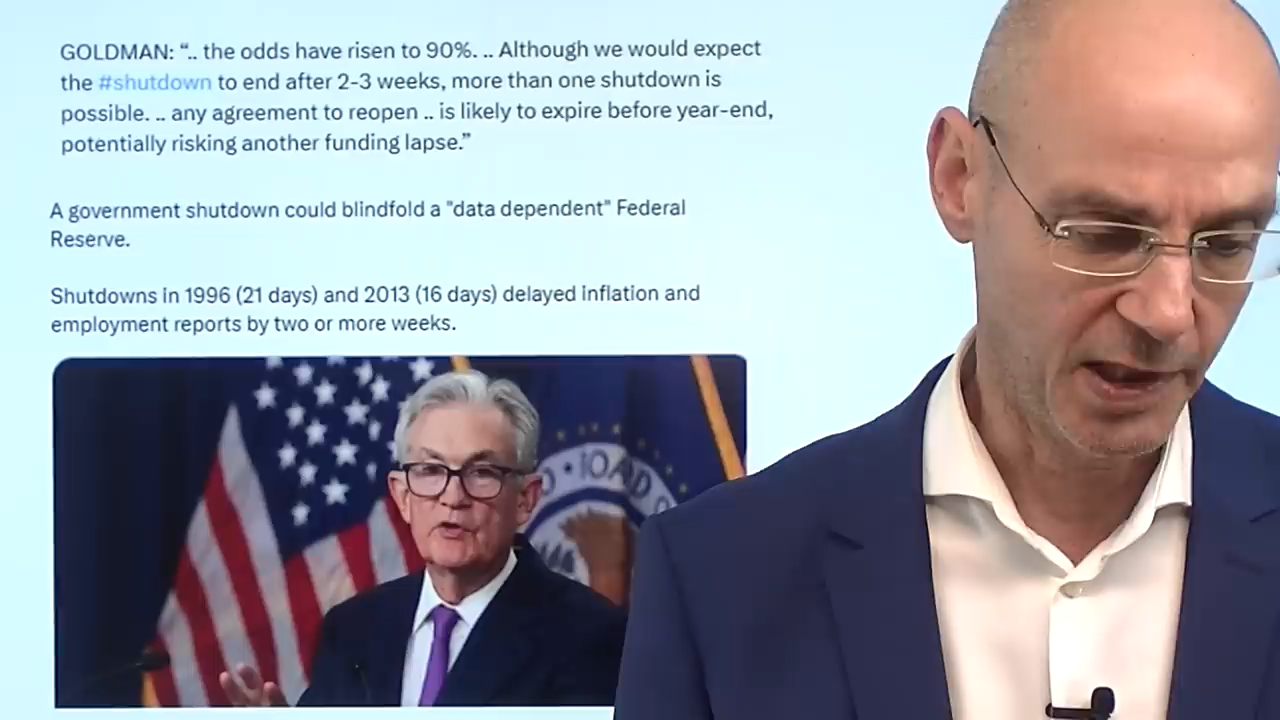 GOLDMAN: “.. the odds have risen to 90%. .. Although we would expect
the #shutdown to end after 2-3 weeks, more than one shutdown is
possible. .. any agreement to reopen .. is likely to expire before year-end,
potentially risking another funding lapse.”
A government shutdown could blindfold a "data dependent" Federal
Reserve.
Shutdowns in 1996 (21 days) and 2013 (16 days) delayed inflation and
employment reports by two or more weeks.